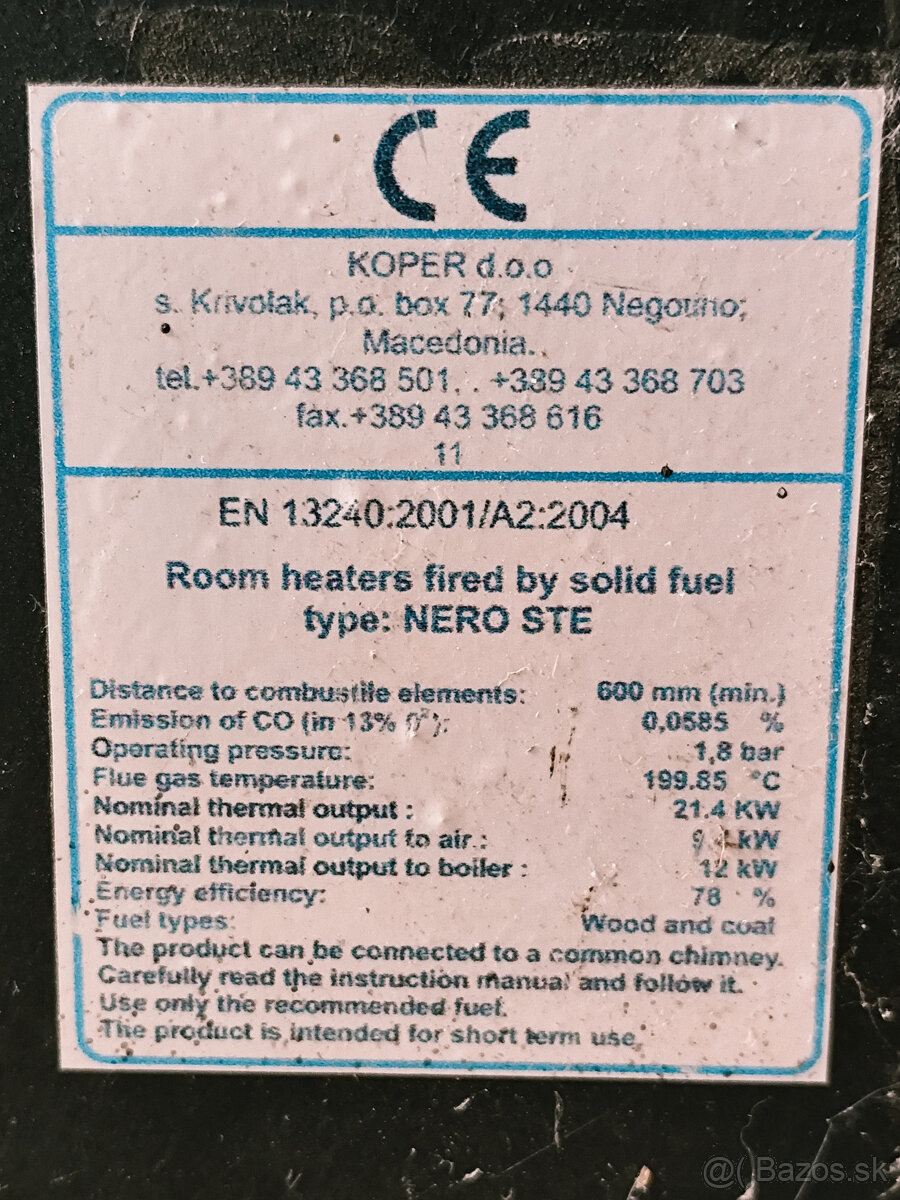 CE
KOPER d.o.o
s. Krivolak, p.o. box 77; 1440 Negotino;
Macedonia.
tel.+389 43 368 501, . +389 43 368 703
fax.+389 43 368 616
11
EN 13240:2001/A2:2004
Room heaters fired by solid fuel
type: NERO STE
Distance to combustile elements: 600 mm (min.)
Emission of CO (in 13% 0²): 0,0585 %
Operating pressure: 1,8 bar
Flue gas temperature: 199.85 °C
Nominal thermal output : 21.4 KW
Nominal thermal output to air.: kW
Nominal thermal output to boiler : 12 kW
Energy efficiency: 78 %
Fuel types: Wood and coal
The product can be connected to a common chimney.
Carefully read the instruction manual and follow it.
Use only the recommended fuel.
The product is intended for short term use.
@( Bazos.sk